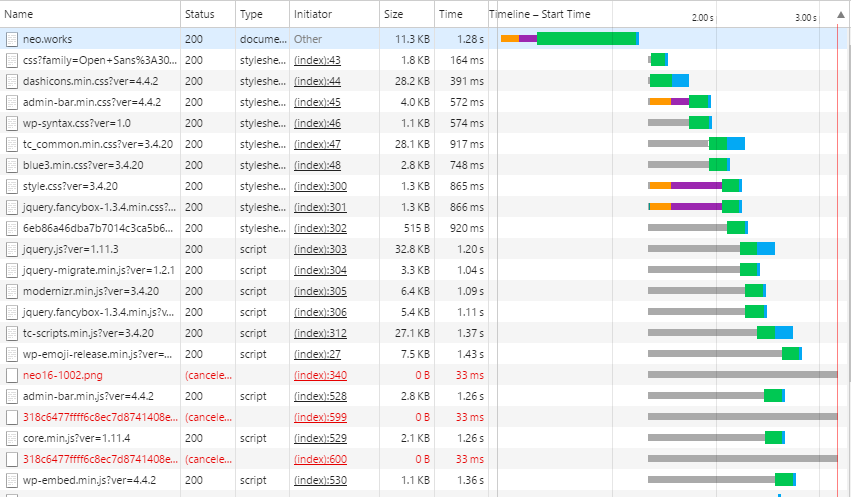 Name Status Type Initiator Size Time Timeline – Start Time
2.00 s 3.00 s
neo.works 200 docume... Other 11.3 KB 1.28 s
css?family=Open+Sans%3A30... 200 styleshe... (index):43 1.8 KB 164 ms
dashicons.min.css?ver=4.4.2 200 styleshe... (index):44 28.2 KB 391 ms
admin-bar.min.css?ver=4.4.2 200 styleshe... (index):45 4.0 KB 572 ms
wp-syntax.css?ver=1.0 200 styleshe... (index):46 1.1 KB 574 ms
tc_common.min.css?ver=3.4.20 200 styleshe... (index):47 28.1 KB 917 ms
blue3.min.css?ver=3.4.20 200 styleshe... (index):48 2.8 KB 748 ms
style.css?ver=3.4.20 200 styleshe... (index):300 1.3 KB 865 ms
jquery.fancybox-1.3.4.min.css?... 200 styleshe... (index):301 1.3 KB 866 ms
6eb86a46dba7b7014c3ca5b6... 200 styleshe... (index):302 515 B 920 ms
jquery.js?ver=1.11.3 200 script (index):303 32.8 KB 1.20 s
jquery-migrate.min.js?ver=1.2.1 200 script (index):304 3.3 KB 1.04 s
modernizr.min.js?ver=3.4.20 200 script (index):305 6.4 KB 1.09 s
jquery.fancybox-1.3.4.min.js?v... 200 script (index):306 5.4 KB 1.11 s
tc-scripts.min.js?ver=3.4.20 200 script (index):312 27.1 KB 1.37 s
wp-emoji-release.min.js?ver=... 200 script (index):27 7.5 KB 1.43 s
neo16-1002.png (cancele... (index):340 0 B 33 ms
admin-bar.min.js?ver=4.4.2 200 script (index):528 2.8 KB 1.26 s
318c6477ffff6c8ec7d8741408e... (cancele... (index):599 0 B 33 ms
core.min.js?ver=1.11.4 200 script (index):529 2.1 KB 1.26 s
318c6477ffff6c8ec7d8741408e... (cancele... (index):600 0 B 33 ms
wp-embed.min.js?ver=4.4.2 200 script (index):530 1.1 KB 1.36 s